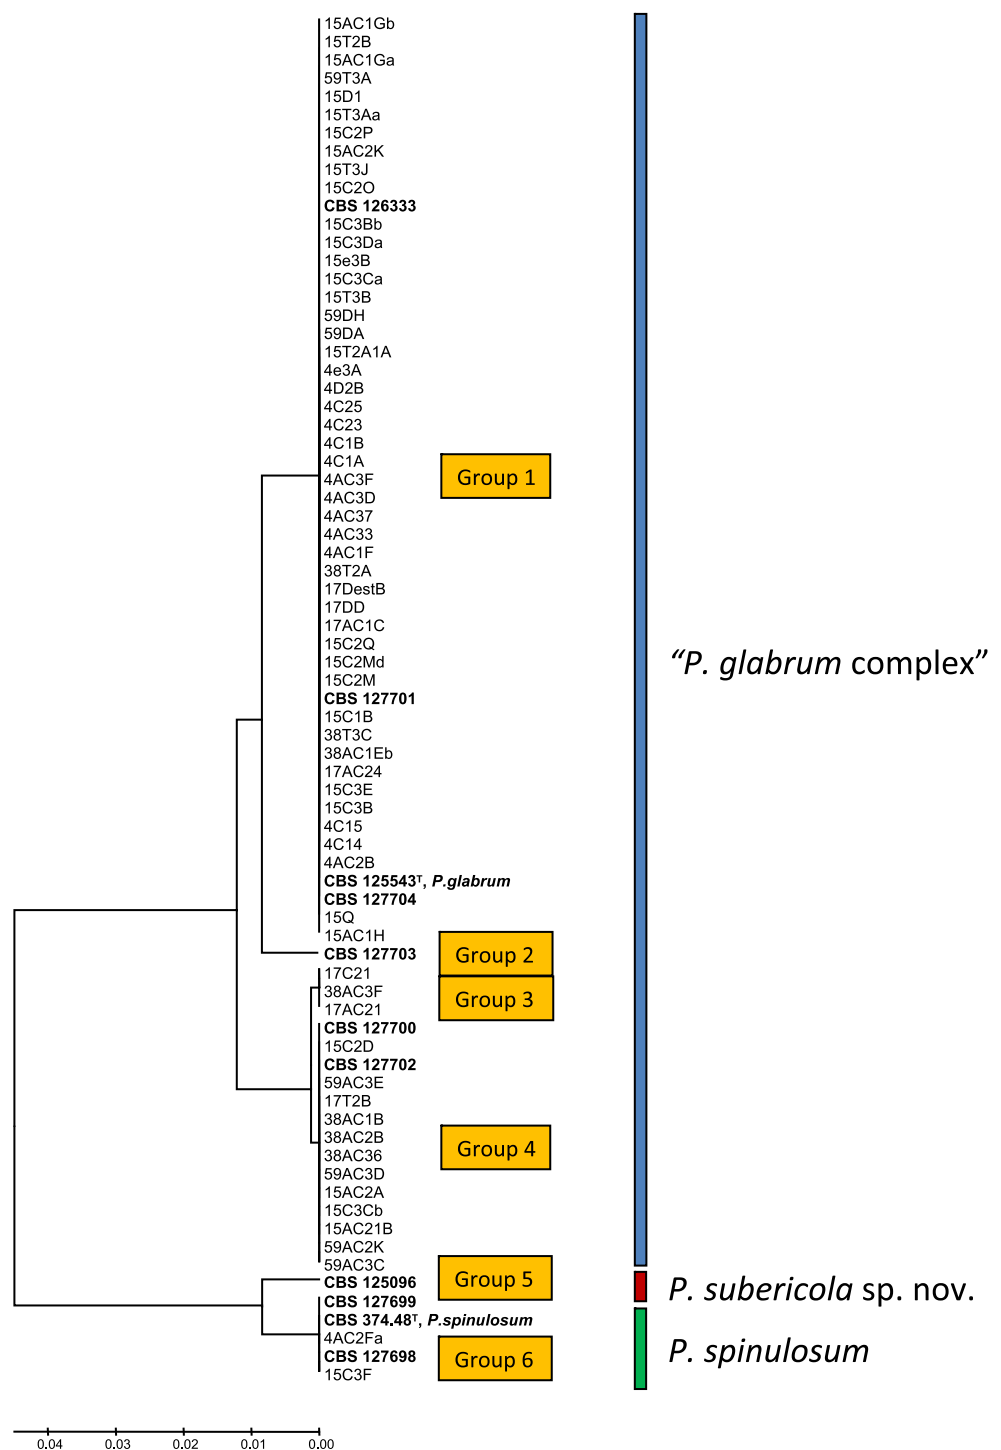 15AC1Gb
15T2B
15AC1Ga
59T3A
15D1
15T3Aa
15C2P
15AC2K
15T3J
15C2O
CBS 126333
15C3Bb
15C3Da
15e3B
15C3Ca
15T3B
59DH
59DA
15T2A1A
4e3A
4D2B
4C25
4C23
4C1B
4C1A
4AC3F
Group 1
4AC3D
4AC37
4AC33
4AC1F
38T2A
17DestB
17DD
17AC1C
15C2Q
15C2Md
“P. glabrum complex”
15C2M
CBS 127701
15C1B
38T3C
38AC1Eb
17AC24
15C3E
15C3B
4C15
4C14
4AC2B
CBS 125543ᵀ, P.glabrum
CBS 127704
15Q
15AC1H
CBS 127703
Group 2
17C21
38AC3F
Group 3
17AC21
CBS 127700
15C2D
CBS 127702
59AC3E
17T2B
38AC1B
38AC2B
Group 4
38AC36
59AC3D
15AC2A
15C3Cb
15AC21B
59AC2K
59AC3C
CBS 125096
Group 5
P. subericola sp. nov.
CBS 127699
CBS 374.48ᵀ, P.spinulosum
4AC2Fa
P. spinulosum
CBS 127698
Group 6
15C3F
0.04 0.03 0.02 0.01 0.00